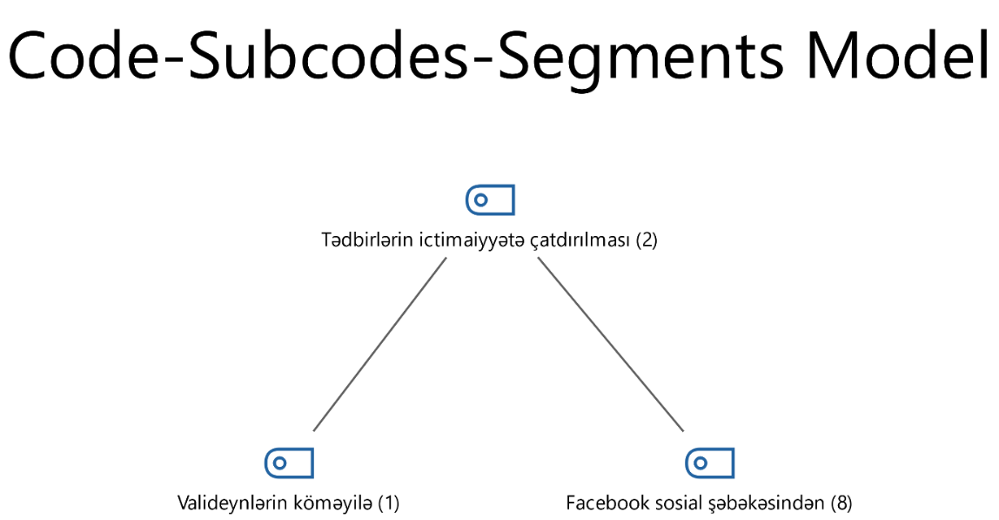 Code-Subcodes-Segments Model
Tədbirlərin ictimaiyyətə çatdırılması (2)
Valideynlərin köməyilə (1)
Facebook sosial şəbəkəsindən (8)